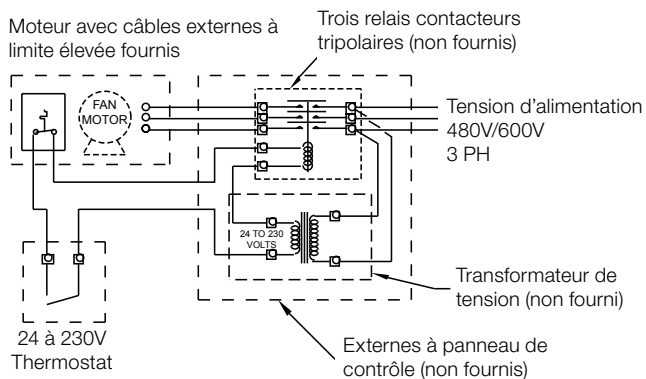 Moteur avec câbles externes à
limite élevée fournis
Trois relais contacteurs
tripolaires (non fournis)
FAN
MOTOR
Tension d’alimentation
480V/600V
3 PH
24 TO 230
VOLTS
Transformateur de
tension (non fourni)
24 à 230V
Thermostat
Externes à panneau de
contrôle (non fournis)